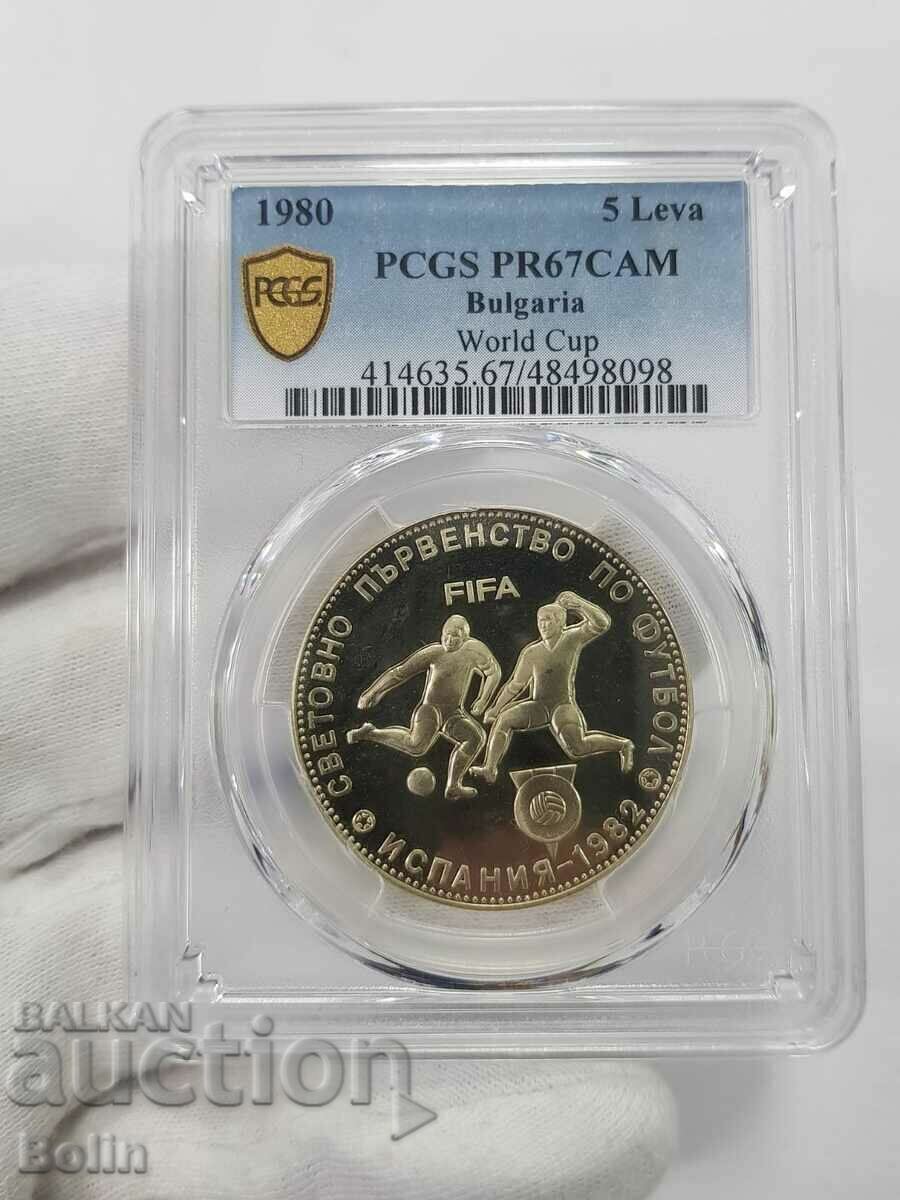 1980 5 Leva
PCGS PR67CAM
PCGS
Bulgaria
World Cup
414635.67/48498098
СВЕТОВНО ПЪРВЕНСТВО ПО ФУТБОЛ
FIFA
ИСПАНИЯ-1982
BALKAN
auction
Bolin